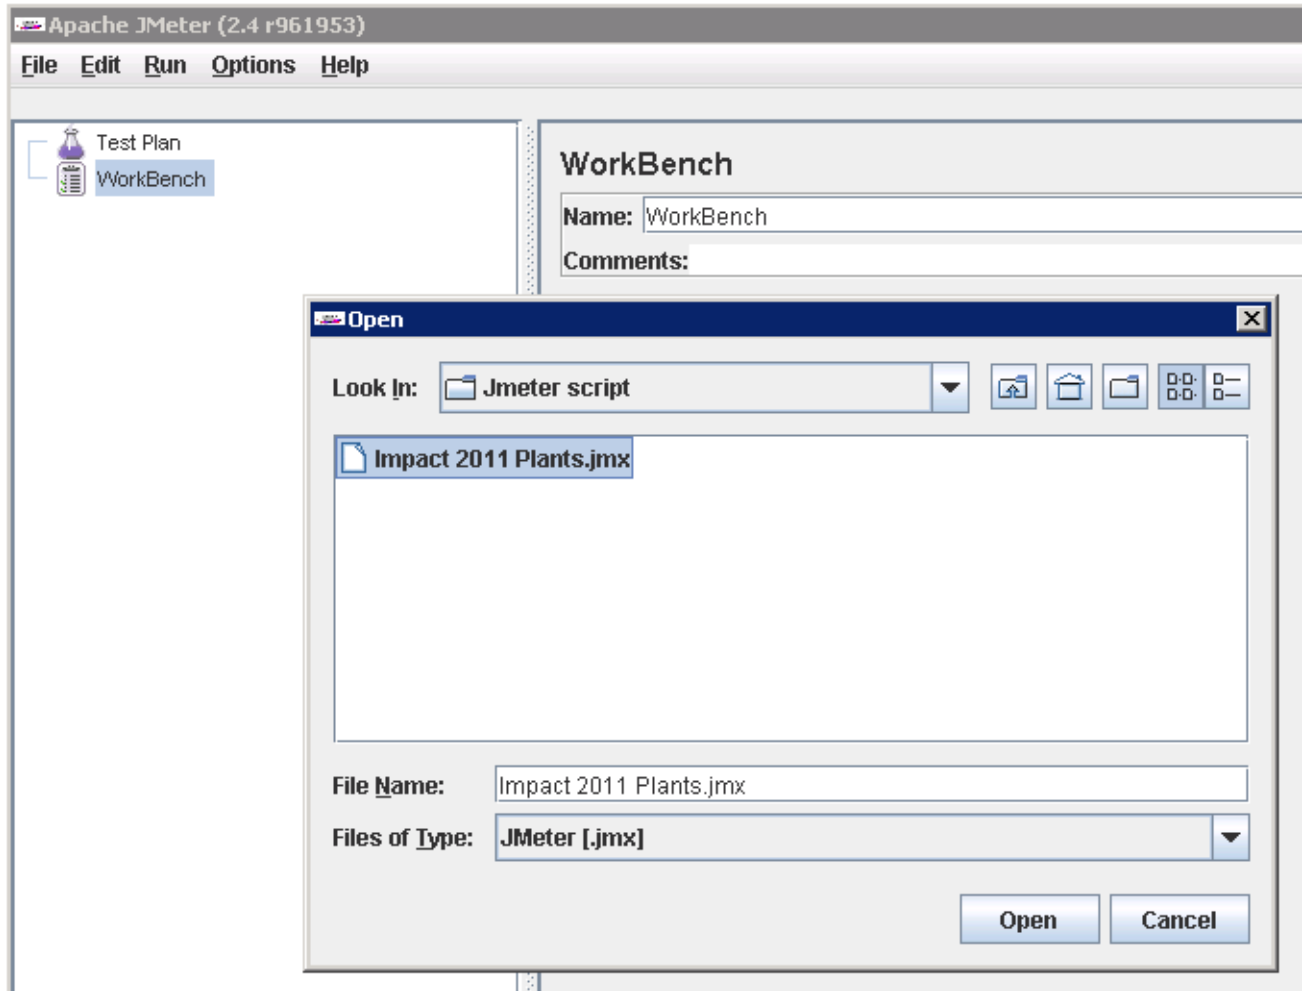 Apache JMeter (2.4 r961953)
File Edit Run Options Help
Test Plan
WorkBench
WorkBench
Name: WorkBench
Comments:
Open
Look In: Jmeter script
Impact 2011 Plants.jmx
File Name: Impact 2011 Plants.jmx
Files of Type: JMeter [.jmx]
Open Cancel